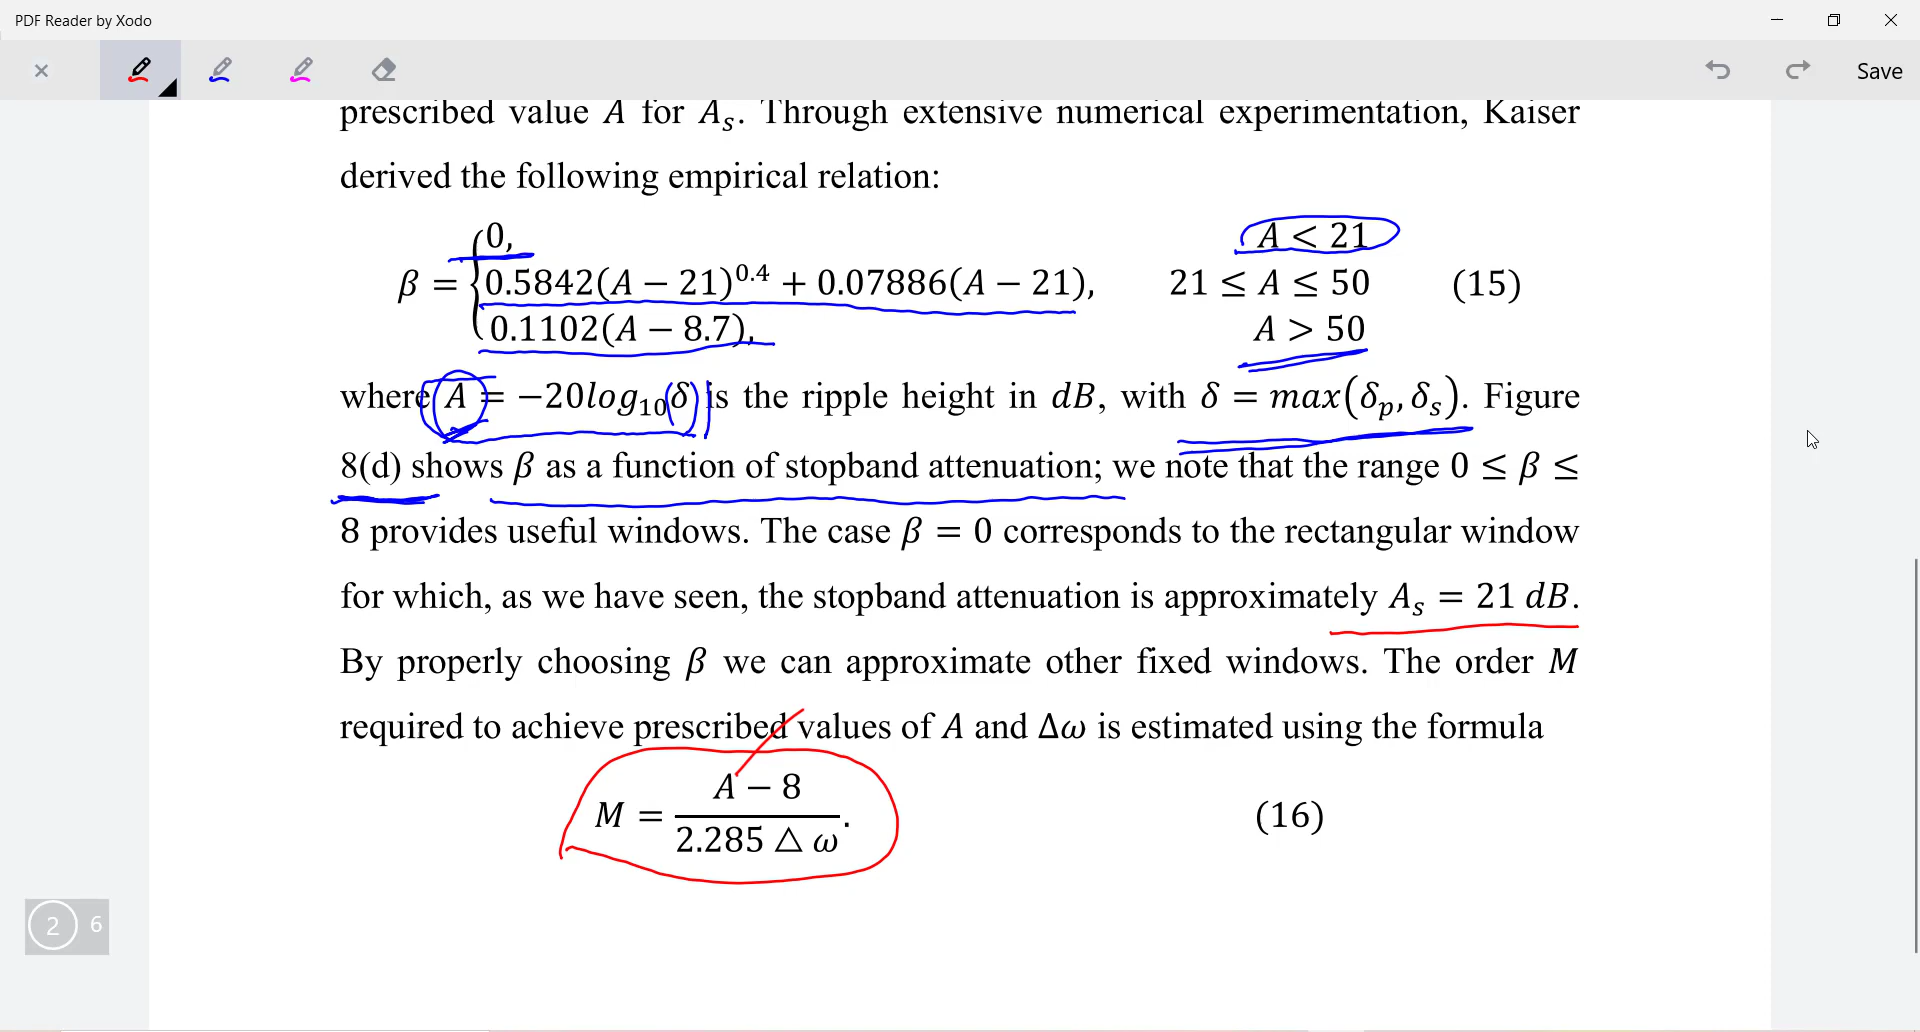 PDF Reader by Xodo
Save
prescribed value A for Aₛ. Through extensive numerical experimentation, Kaiser
derived the following empirical relation:
β = { 0, A < 21
0.5842(A − 21)^0.4 + 0.07886(A − 21), 21 ≤ A ≤ 50 (15)
0.1102(A − 8.7), A > 50
where A = −20log₁₀(δ) is the ripple height in dB, with δ = max(δₚ, δₛ). Figure
8(d) shows β as a function of stopband attenuation; we note that the range 0 ≤ β ≤
8 provides useful windows. The case β = 0 corresponds to the rectangular window
for which, as we have seen, the stopband attenuation is approximately Aₛ = 21 dB.
By properly choosing β we can approximate other fixed windows. The order M
required to achieve prescribed values of A and Δω is estimated using the formula
M = (A − 8) / (2.285 △ ω). (16)
2 6